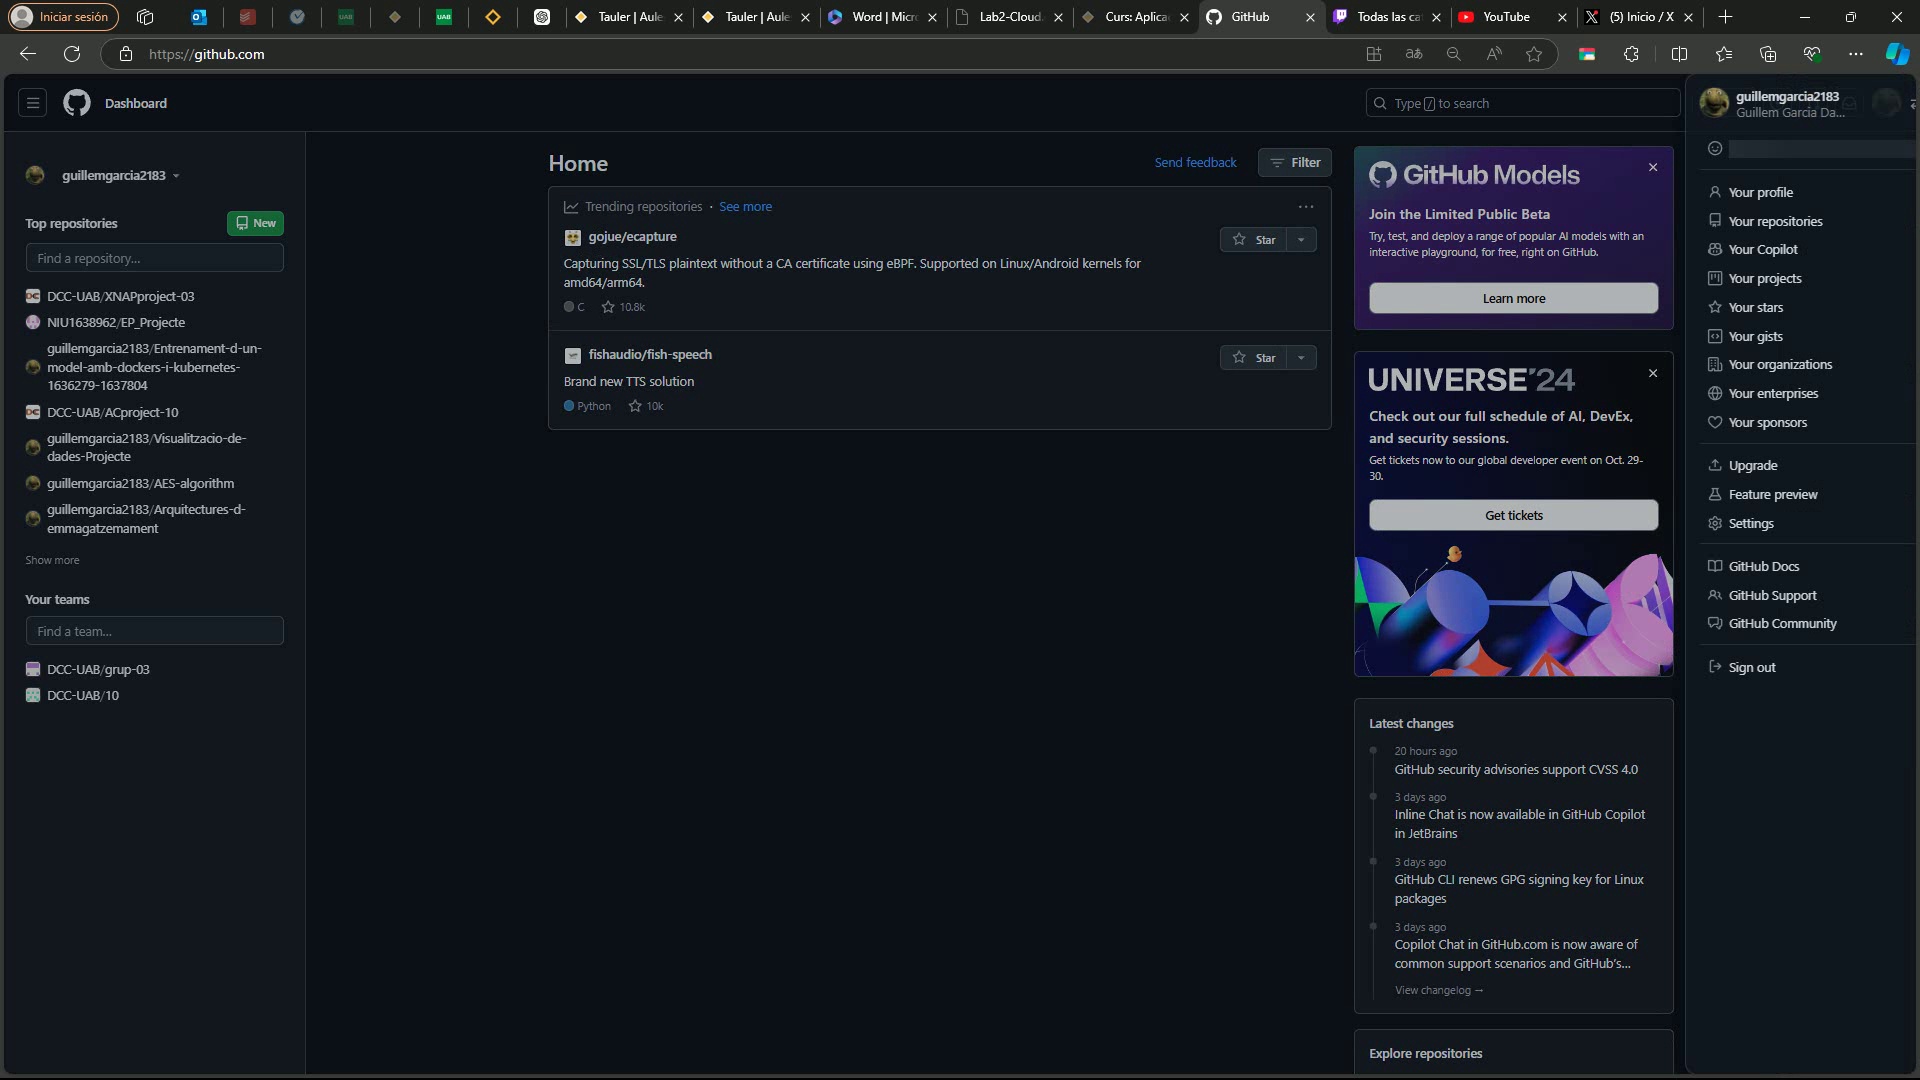 Iniciar sesión
Tauler | Aule
Tauler | Aule
Word | Micr
Lab2-Cloud
Curs: Aplica
GitHub
Todas las ca
YouTube
(5) Inicio / X
https://github.com
Dashboard
Type / to search
guillemgarcia2183
Guillem Garcia Da...
guillemgarcia2183
Top repositories
New
Find a repository...
DCC-UAB/XNAPproject-03
NIU1638962/EP_Projecte
guillemgarcia2183/Entrenament-d-un-
model-amb-dockers-i-kubernetes-
1636279-1637804
DCC-UAB/ACproject-10
guillemgarcia2183/Visualitzacio-de-
dades-Projecte
guillemgarcia2183/AES-algorithm
guillemgarcia2183/Arquitectures-d-
emmagatzemament
Show more
Your teams
Find a team...
DCC-UAB/grup-03
DCC-UAB/10
Home
Send feedback
Filter
Trending repositories · See more
gojue/ecapture
Star
Capturing SSL/TLS plaintext without a CA certificate using eBPF. Supported on Linux/Android kernels for
amd64/arm64.
C
10.8k
fishaudio/fish-speech
Star
Brand new TTS solution
Python
10k
GitHub Models
Join the Limited Public Beta
Try, test, and deploy a range of popular AI models with an
interactive playground, for free, right on GitHub.
Learn more
UNIVERSE'24
Check out our full schedule of AI, DevEx,
and security sessions.
Get tickets now to our global developer event on Oct. 29-
30.
Get tickets
Latest changes
20 hours ago
GitHub security advisories support CVSS 4.0
3 days ago
Inline Chat is now available in GitHub Copilot
in JetBrains
3 days ago
GitHub CLI renews GPG signing key for Linux
packages
3 days ago
Copilot Chat in GitHub.com is now aware of
common support scenarios and GitHub's...
View changelog →
Explore repositories
Your profile
Your repositories
Your Copilot
Your projects
Your stars
Your gists
Your organizations
Your enterprises
Your sponsors
Upgrade
Feature preview
Settings
GitHub Docs
GitHub Support
GitHub Community
Sign out